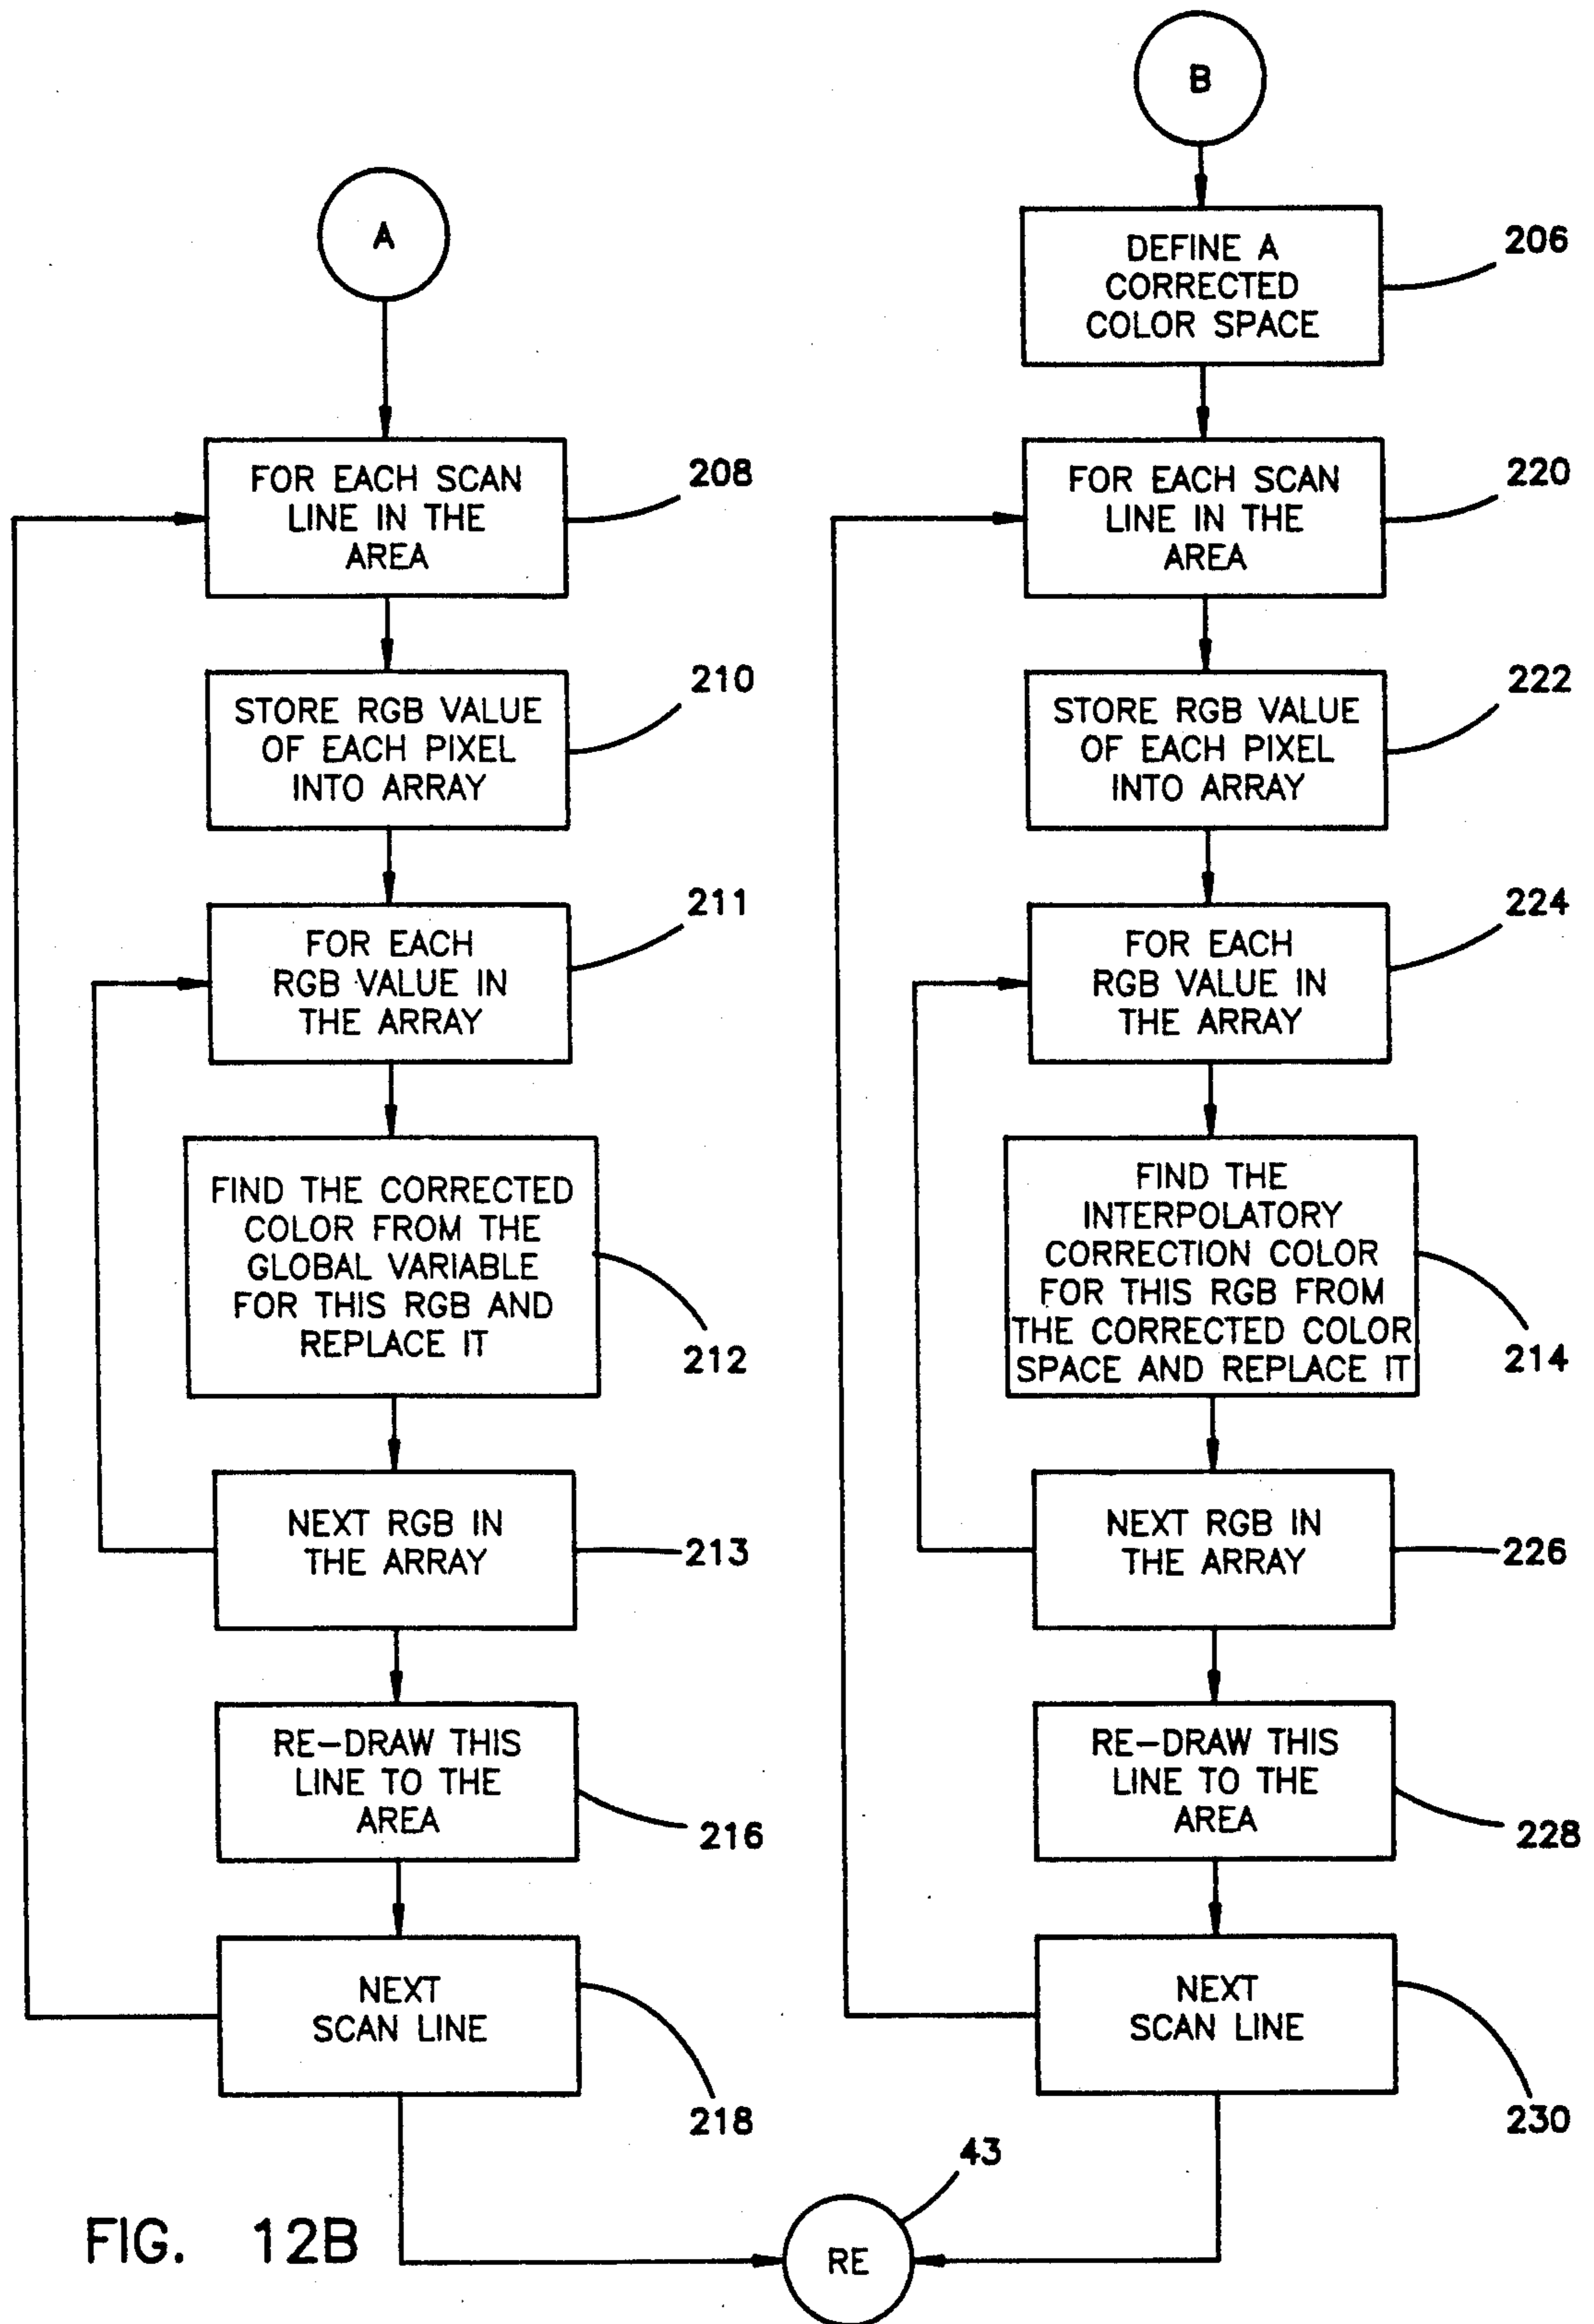 A
FOR EACH SCAN
LINE IN THE
AREA
208
STORE RGB VALUE
OF EACH PIXEL
INTO ARRAY
210
FOR EACH
RGB VALUE IN
THE ARRAY
211
FIND THE CORRECTED
COLOR FROM THE
GLOBAL VARIABLE
FOR THIS RGB AND
REPLACE IT
212
NEXT RGB IN
THE ARRAY
213
RE-DRAW THIS
LINE TO THE
AREA
216
NEXT
SCAN LINE
218
B
DEFINE A
CORRECTED
COLOR SPACE
206
FOR EACH SCAN
LINE IN THE
AREA
220
STORE RGB VALUE
OF EACH PIXEL
INTO ARRAY
222
FOR EACH
RGB VALUE IN
THE ARRAY
224
FIND THE
INTERPOLATORY
CORRECTION COLOR
FOR THIS RGB FROM
THE CORRECTED COLOR
SPACE AND REPLACE IT
214
NEXT RGB IN
THE ARRAY
226
RE-DRAW THIS
LINE TO THE
AREA
228
NEXT
SCAN LINE
230
43
RE
FIG. 12B